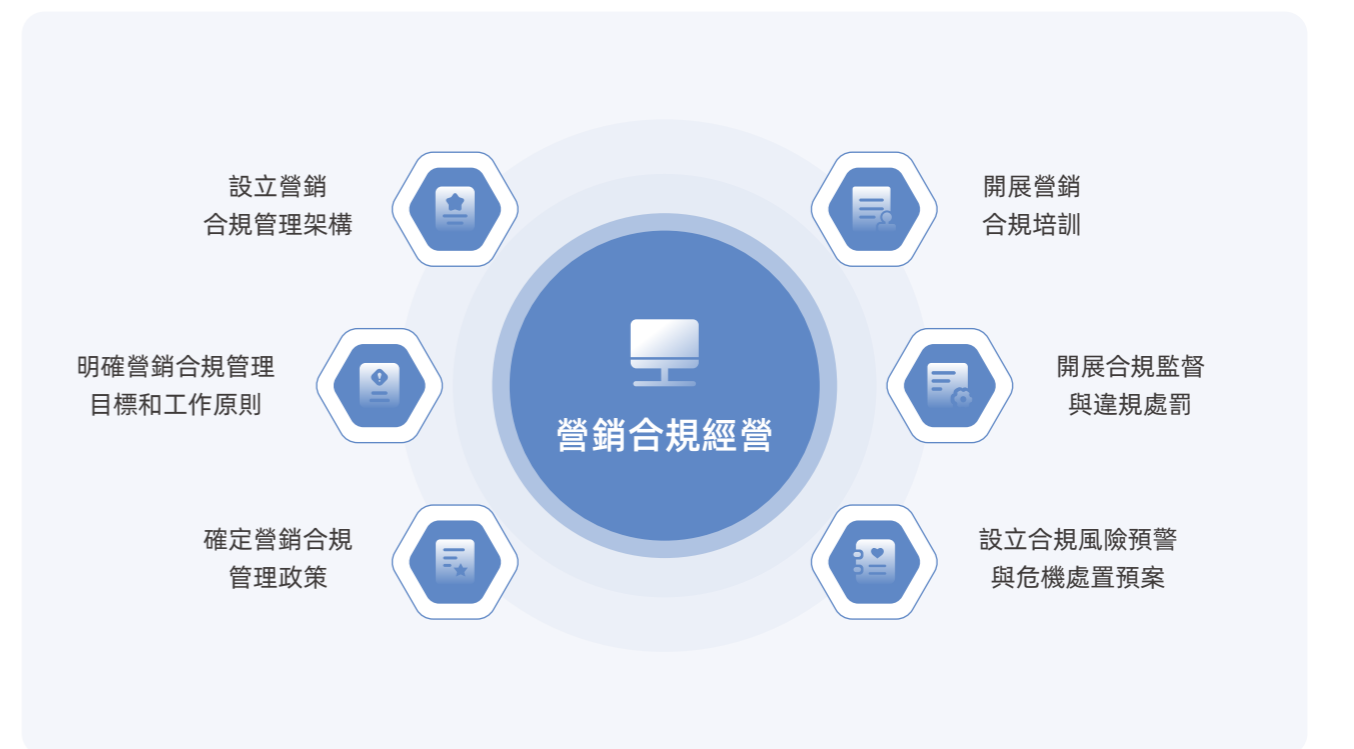 設立營銷
合規管理架構
明確營銷合規管理
目標和工作原則
確定營銷合規
管理政策
營銷合規經營
開展營銷
合規培訓
開展合規監督
與違規處罰
設立合規風險預警
與危機處置預案